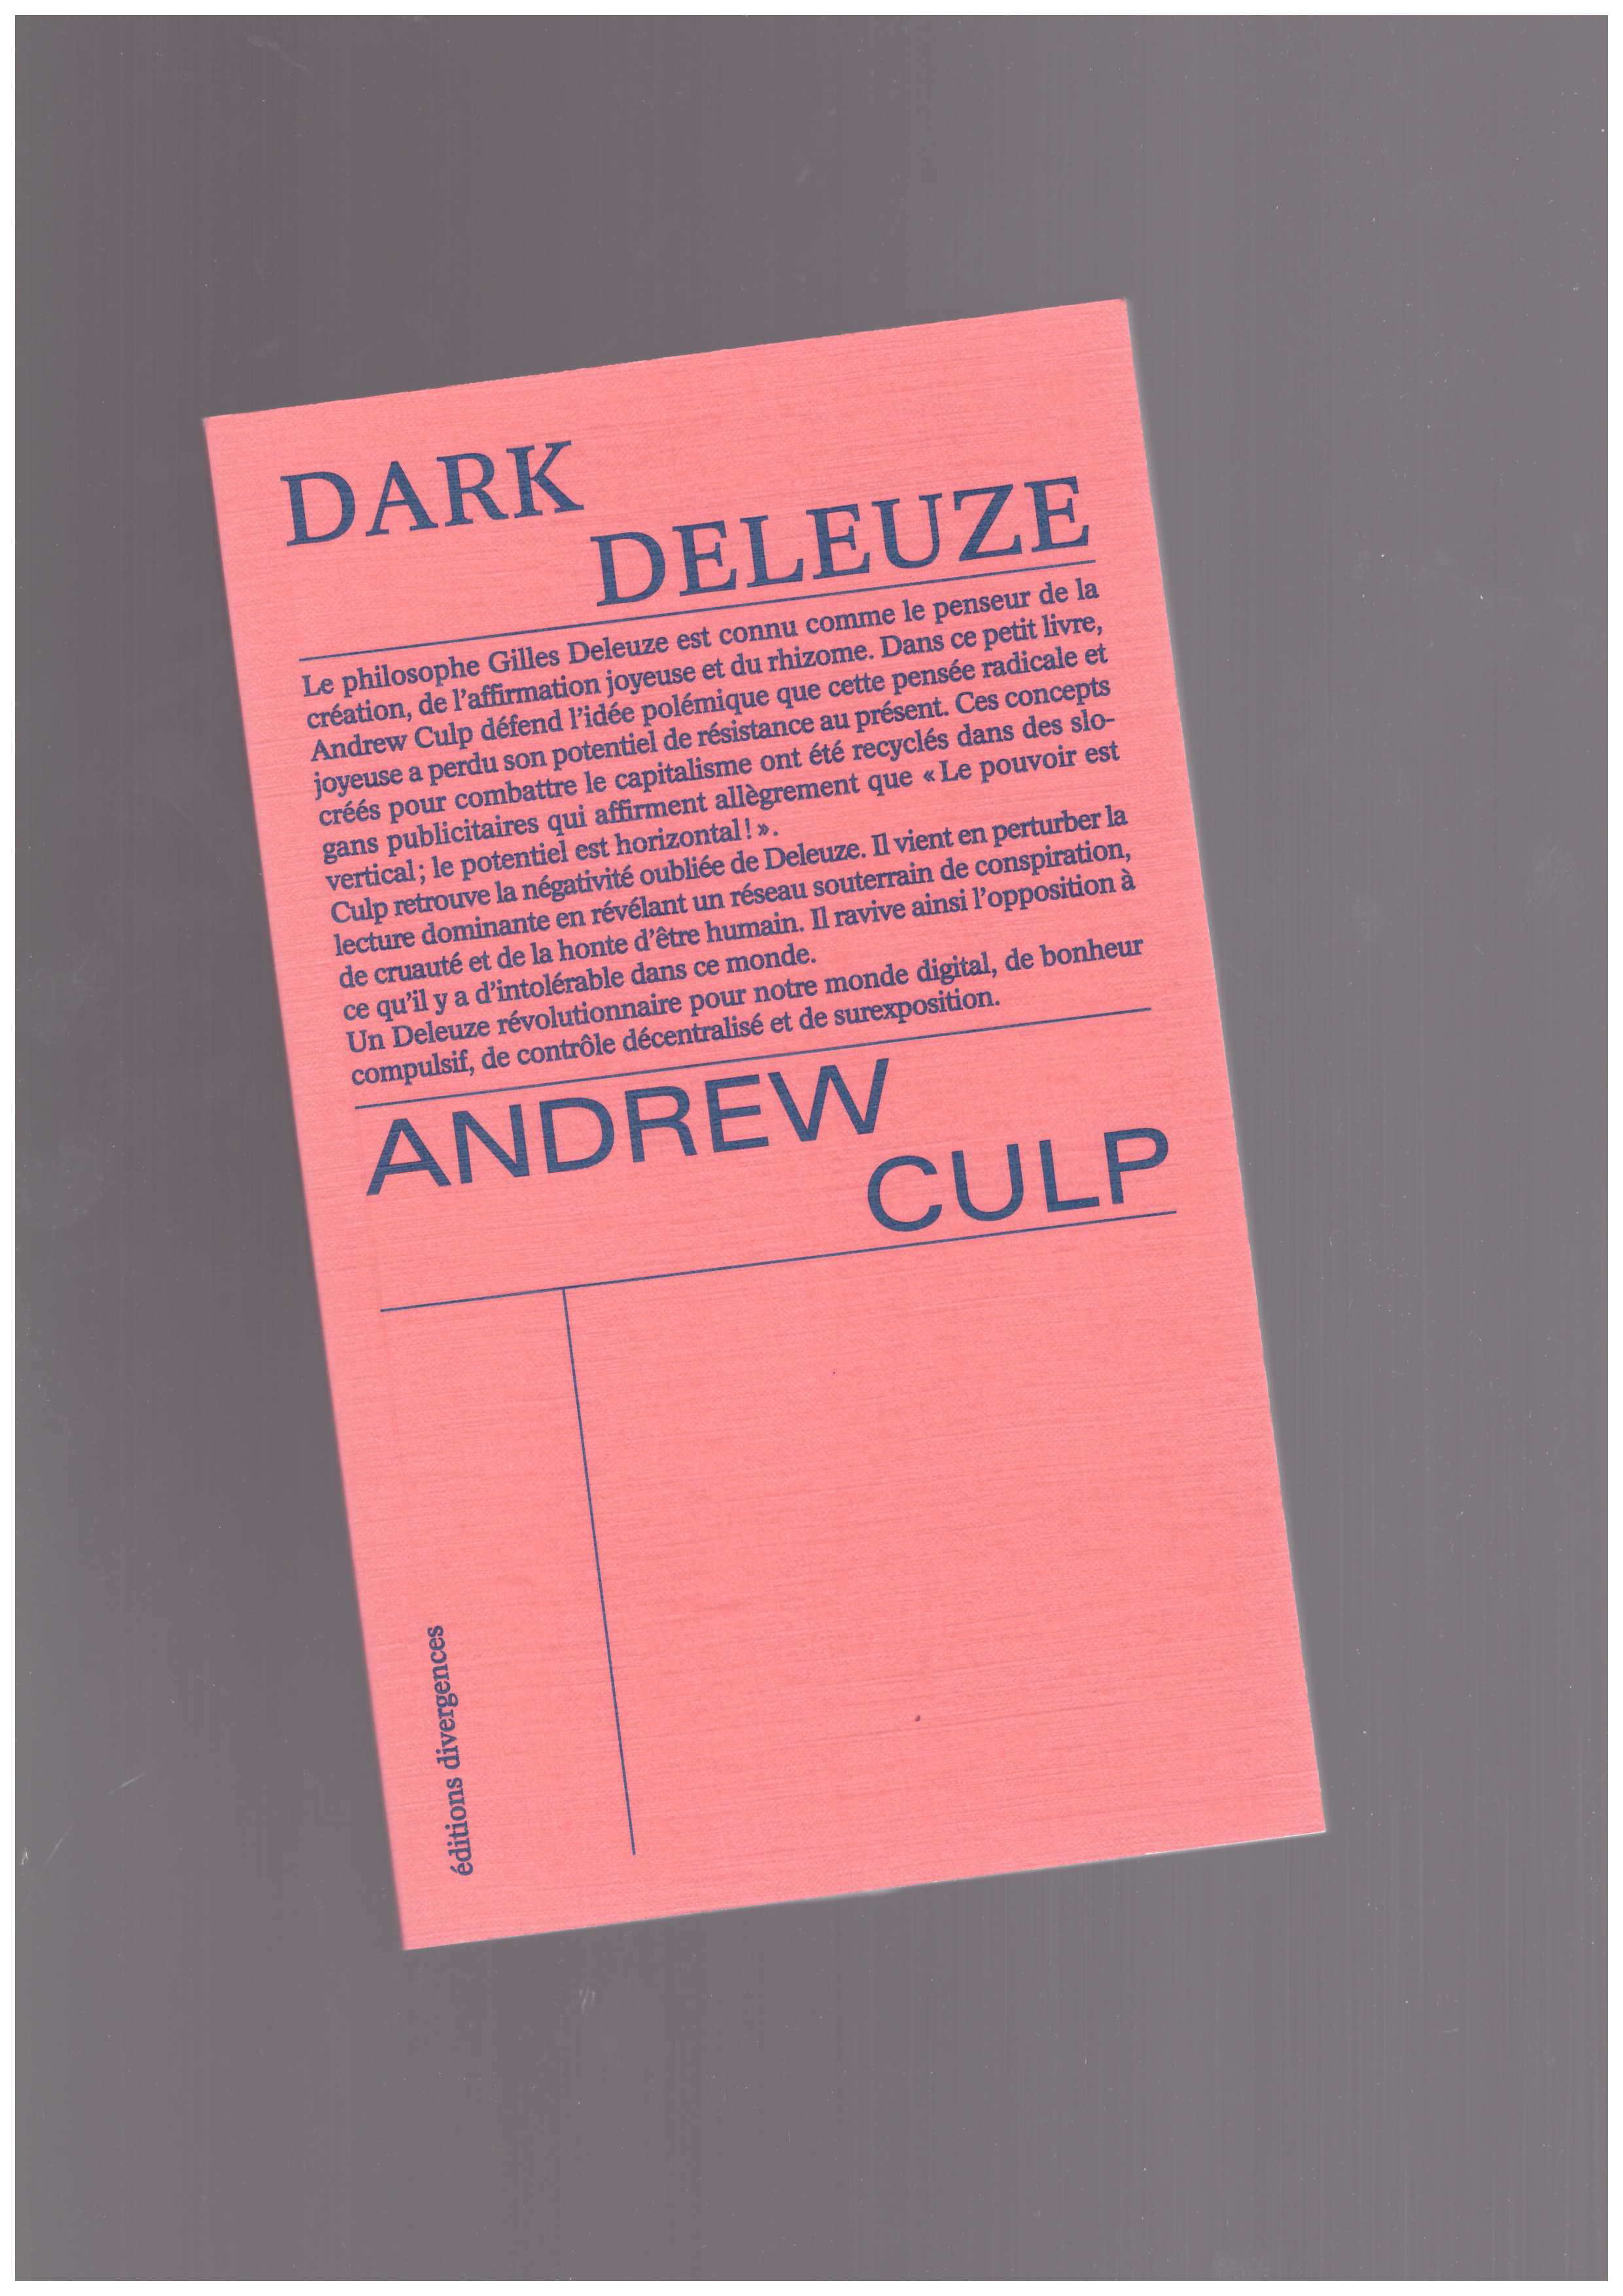 DARK
DELEUZE
Le philosophe Gilles Deleuze est connu comme le penseur de la
création, de l'affirmation joyeuse et du rhizome. Dans ce petit livre,
Andrew Culp défend l'idée polémique que cette pensée radicale et
joyeuse a perdu son potentiel de résistance au présent. Ces concepts
créés pour combattre le capitalisme ont été recyclés dans des slo-
gans publicitaires qui affirment allègrement que « Le pouvoir est
vertical ; le potentiel est horizontal ! ».
Culp retrouve la négativité oubliée de Deleuze. Il vient en perturber la
lecture dominante en révélant un réseau souterrain de conspiration,
de cruauté et de la honte d'être humain. Il ravive ainsi l'opposition à
ce qu'il y a d'intolérable dans ce monde.
Un Deleuze révolutionnaire pour notre monde digital, de bonheur
compulsif, de contrôle décentralisé et de surexposition.
ANDREW
CULP
éditions divergences